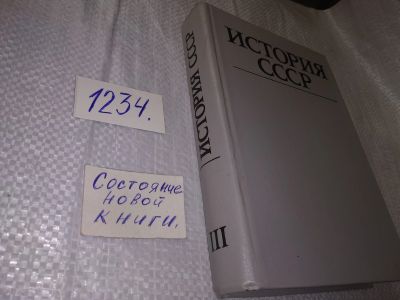 1234.
Состояние
новой
книги.
ИСТОРИЯ СССР
III
ИСТОРИЯ
СССР